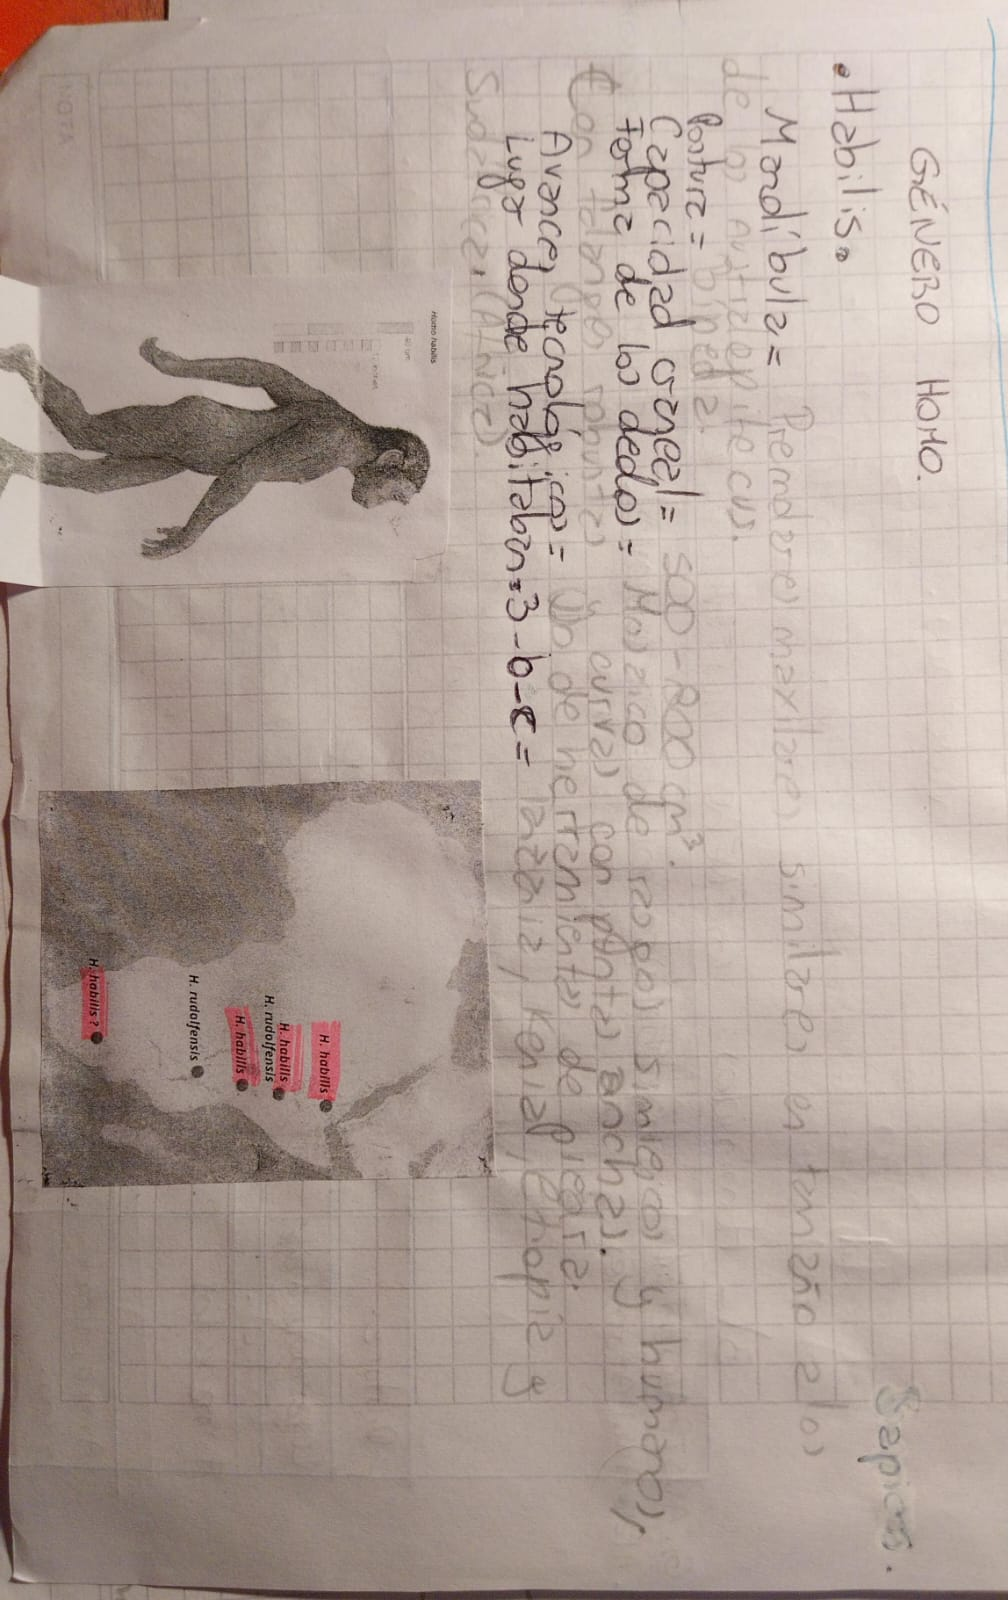 GÉNERO HOMO.
Sapiens.
• Habilis.
Mandíbula = Premolares maxilares similares en tamaño a los
de los Australopitecus.
Postura = bípeda.
Capacidad craneal = 500-1200 cm³.
Forma de los dedos = Mosaico de rasgos simiescos y humanos,
con falanges robustas y curvas con puntas anchas.
Avances tecnológicos = Uso de herramientas de piedra.
Lugar donde habitaban = 3-b-c = Tanzania, Kenia, Etiopía y
Sudáfrica. (África).
NOTA
Homo habilis
H. habilis
H. habilis
H. rudolfensis
H. habilis
H. rudolfensis
H. habilis ?